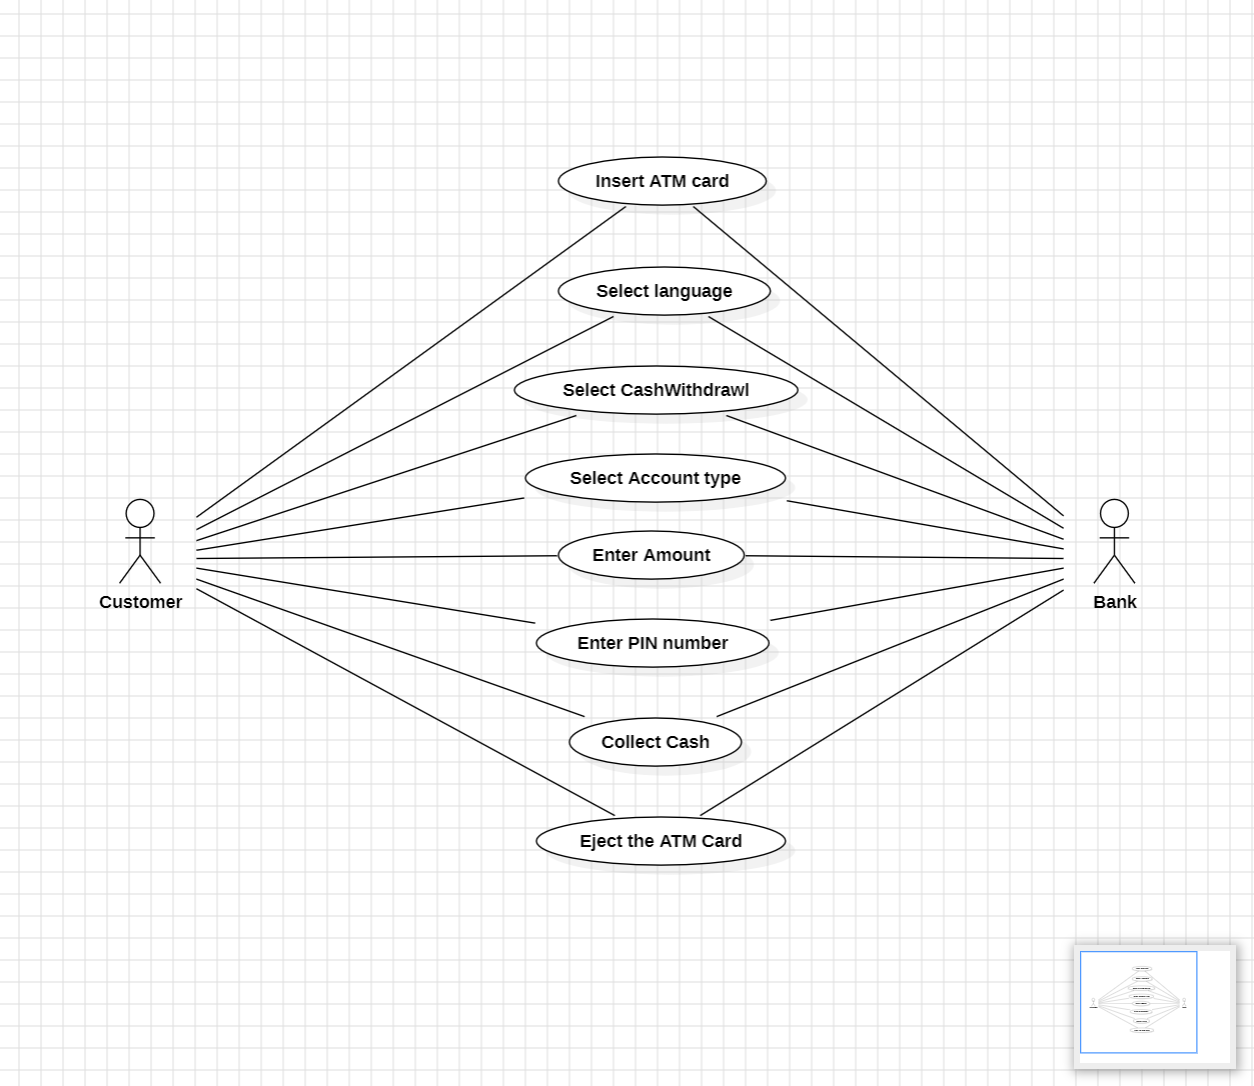 Insert ATM card
Select language
Select CashWithdrawl
Select Account type
Enter Amount
Customer
Bank
Enter PIN number
Collect Cash
Eject the ATM Card